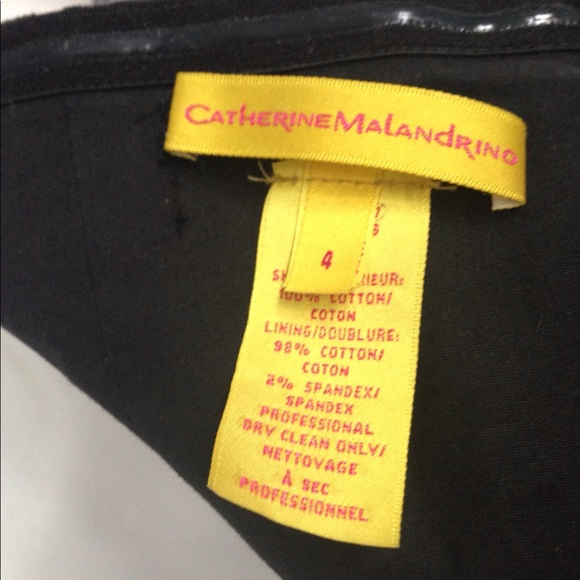 CATHERINE MALANDRINO
4
IEUR:
100% COTTON/
COTON
LINING/DOUBLURE:
98% COTTON/
COTON
2% SPANDEX/
SPANDEX
PROFESSIONAL
DRY CLEAN ONLY/
NETTOYAGE
À SEC
PROFESSIONNEL